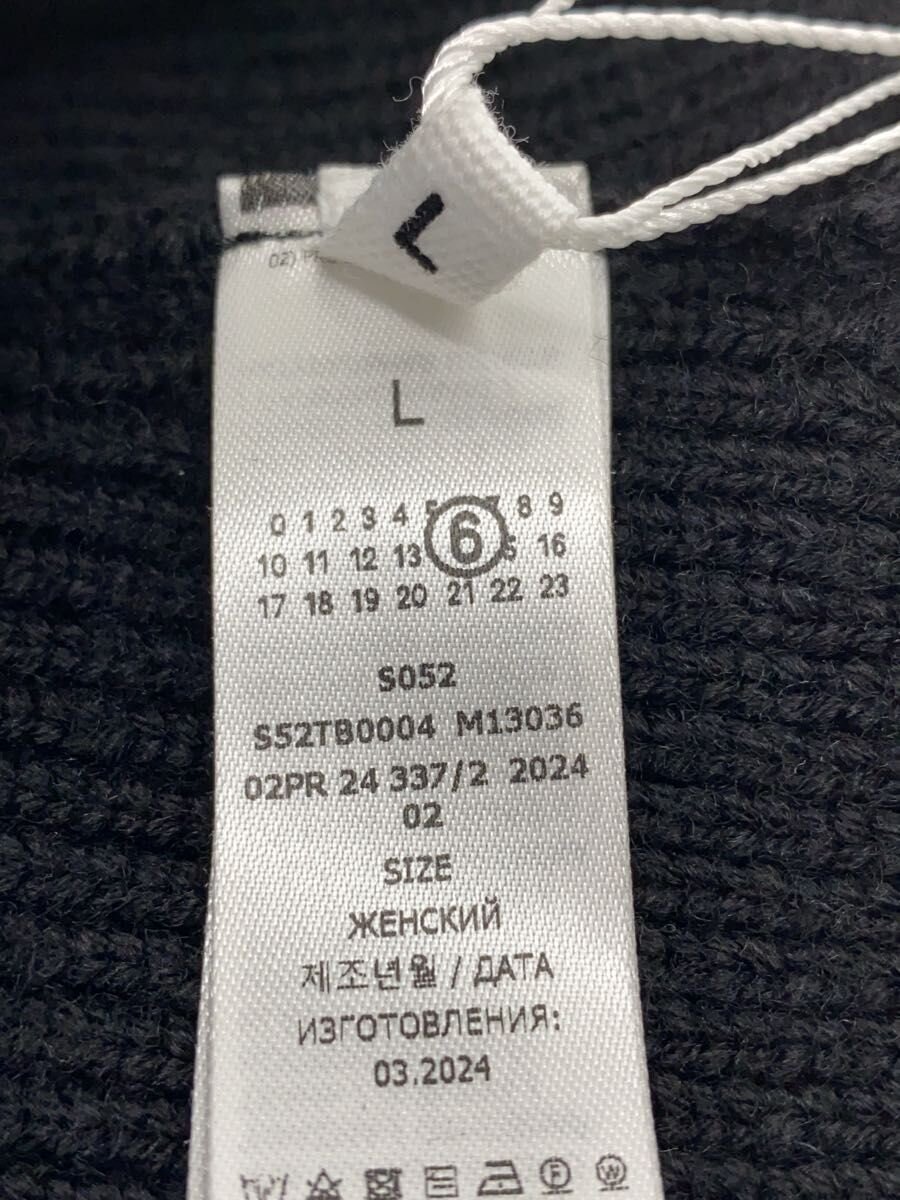 L
02)
L
0 1 2 3 4 6 8 9
10 11 12 13 16
17 18 19 20 21 22 23
S052
S52TB0004 M13036
02PR 24 337/2 2024
02
SIZE
ЖЕНСКИЙ
제조년월 / ДАТА
ИЗГОТОВЛЕНИЯ:
03.2024